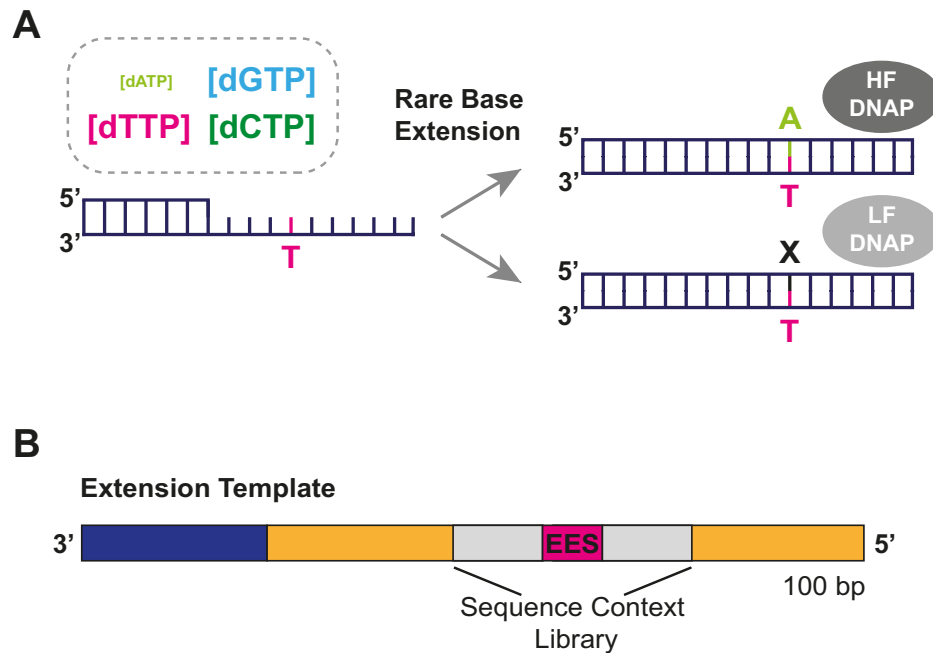 A
[dATP] [dGTP]
[dTTP] [dCTP]
Rare Base
Extension
HF
DNAP
5’
3’
A
T
5’
3’
T
LF
DNAP
X
5’
3’
T
B
Extension Template
3’
EES
5’
100 bp
Sequence Context
Library